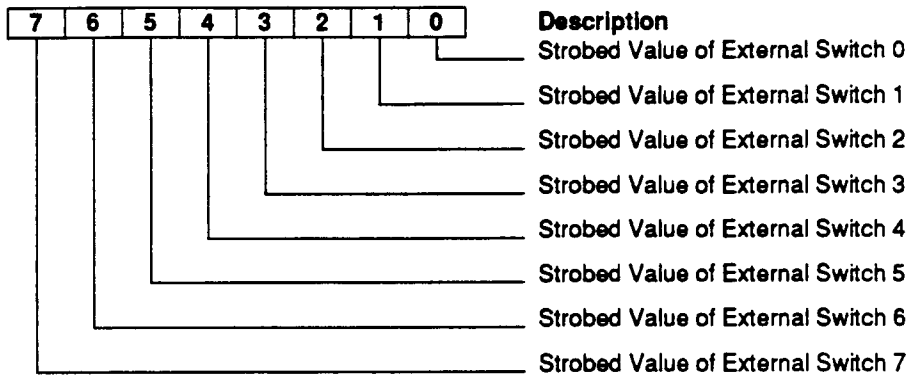 7 6 5 4 3 2 1 0 Description
Strobed Value of External Switch 0
Strobed Value of External Switch 1
Strobed Value of External Switch 2
Strobed Value of External Switch 3
Strobed Value of External Switch 4
Strobed Value of External Switch 5
Strobed Value of External Switch 6
Strobed Value of External Switch 7